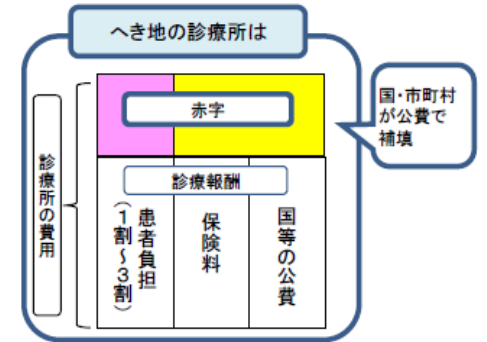 へき地の診療所は
国・市町村
が公費で
補填
赤字
診療所の費用
診療報酬
患者負担
（1割～3割）
保険料
国等の公費